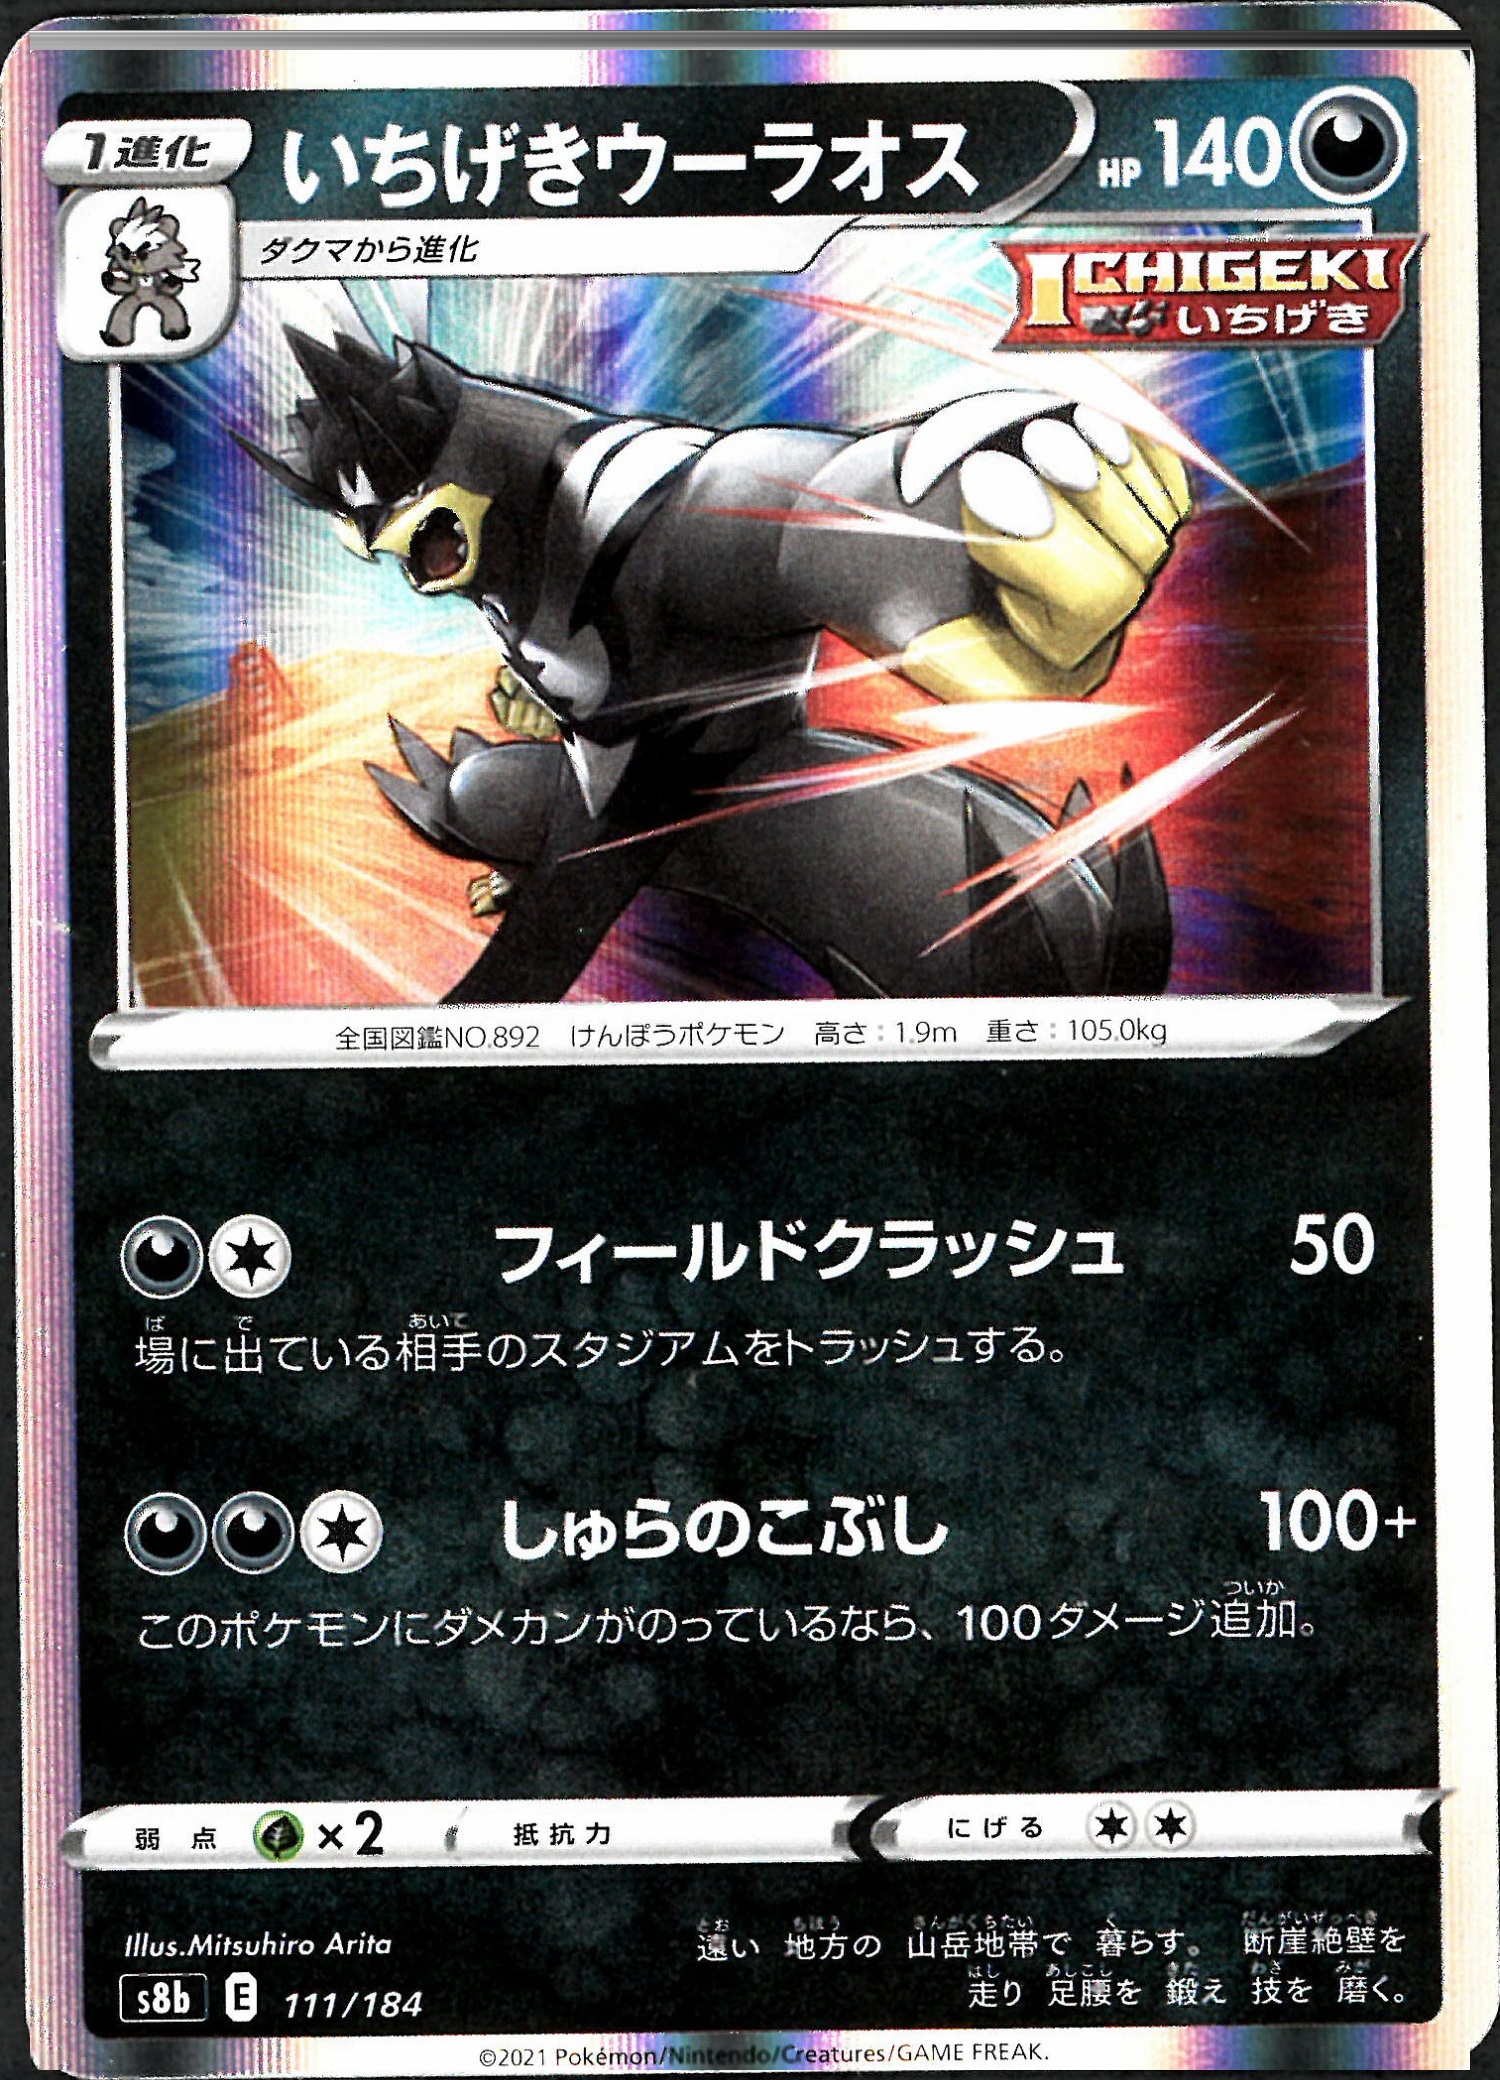 1進化
いちげきウーラオス
HP 140
ダクマから進化
ICHIGEKI
いちげき
全国図鑑NO.892 けんぽうポケモン 高さ:1.9m 重さ:105.0kg
フィールドクラッシュ 50
場に出ている相手のスタジアムをトラッシュする。
しゅらのこぶし 100+
このポケモンにダメカンがのっているなら、100ダメージ追加。
弱点 ×2 抵抗力 にげる
Illus.Mitsuhiro Arita
遠い 地方の 山岳地帯で 暮らす。 断崖絶壁を
走り 足腰を 鍛え 技を 磨く。
s8b E 111/184
©2021 Pokémon/Nintendo/Creatures/GAME FREAK.